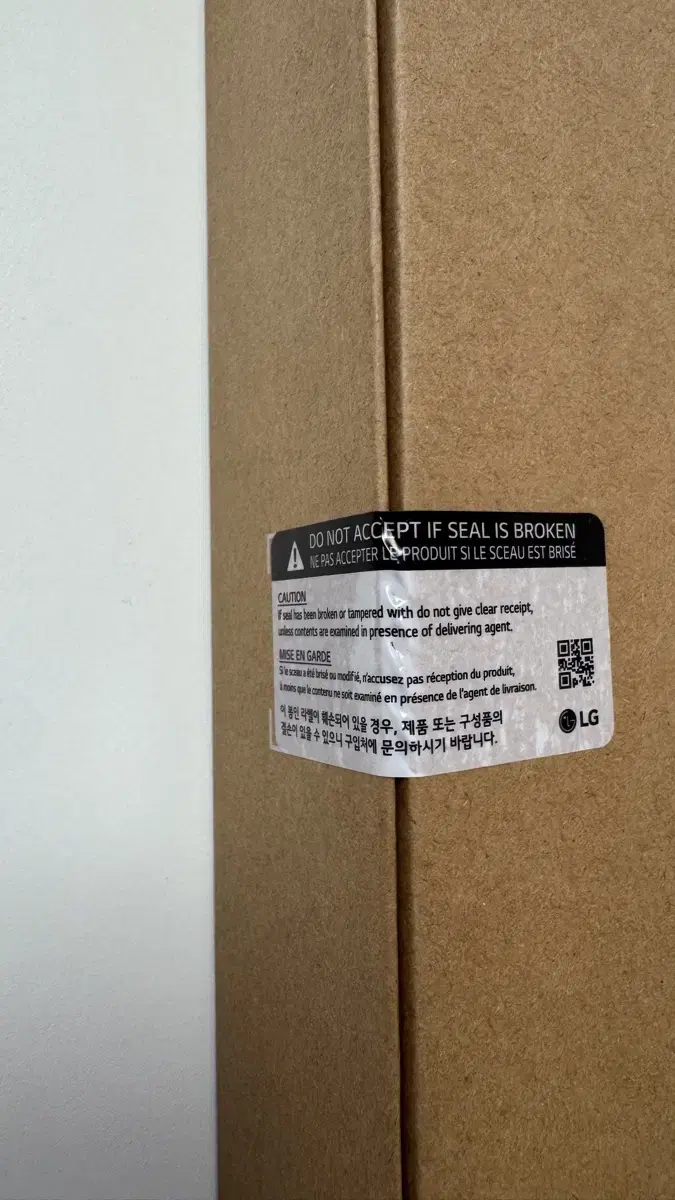 DO NOT ACCEPT IF SEAL IS BROKEN
NE PAS ACCEPTER LE PRODUIT SI LE SCEAU EST BRISÉ
CAUTION
If seal has been broken or tampered with do not give clear receipt,
unless contents are examined in presence of delivering agent.
MISE EN GARDE
Si le sceau a été brisé ou modifié, n'accusez pas réception du produit,
à moins que le contenu ne soit examiné en présence de l'agent de livraison.
이 봉인 라벨이 훼손되어 있을 경우, 제품 또는 구성품의
결손이 있을 수 있으니 구입처에 문의하시기 바랍니다.
LG